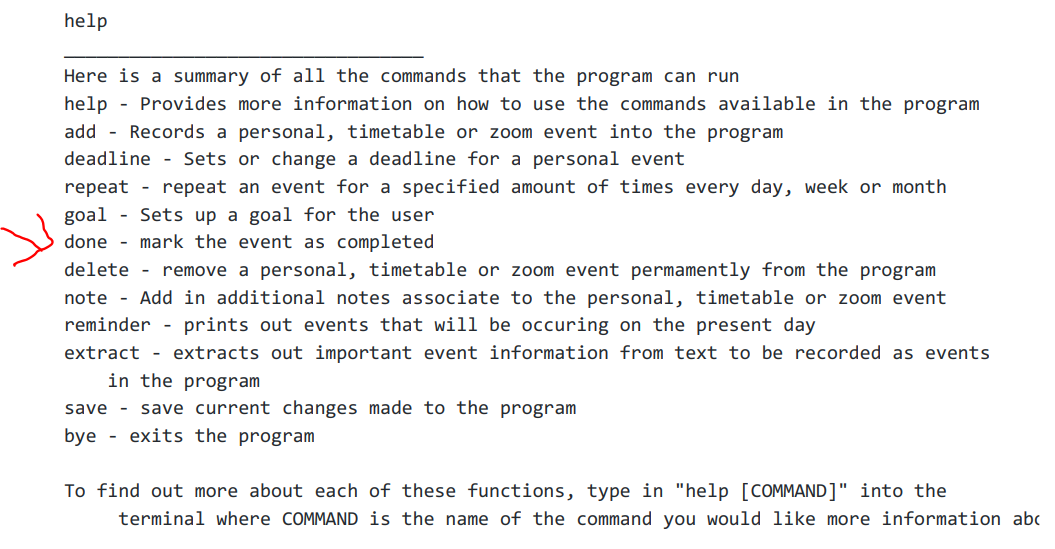 help
_________________________________
Here is a summary of all the commands that the program can run
help - Provides more information on how to use the commands available in the program
add - Records a personal, timetable or zoom event into the program
deadline - Sets or change a deadline for a personal event
repeat - repeat an event for a specified amount of times every day, week or month
goal - Sets up a goal for the user
done - mark the event as completed
delete - remove a personal, timetable or zoom event permamently from the program
note - Add in additional notes associate to the personal, timetable or zoom event
reminder - prints out events that will be occuring on the present day
extract - extracts out important event information from text to be recorded as events
in the program
save - save current changes made to the program
bye - exits the program
To find out more about each of these functions, type in "help [COMMAND]" into the
terminal where COMMAND is the name of the command you would like more information